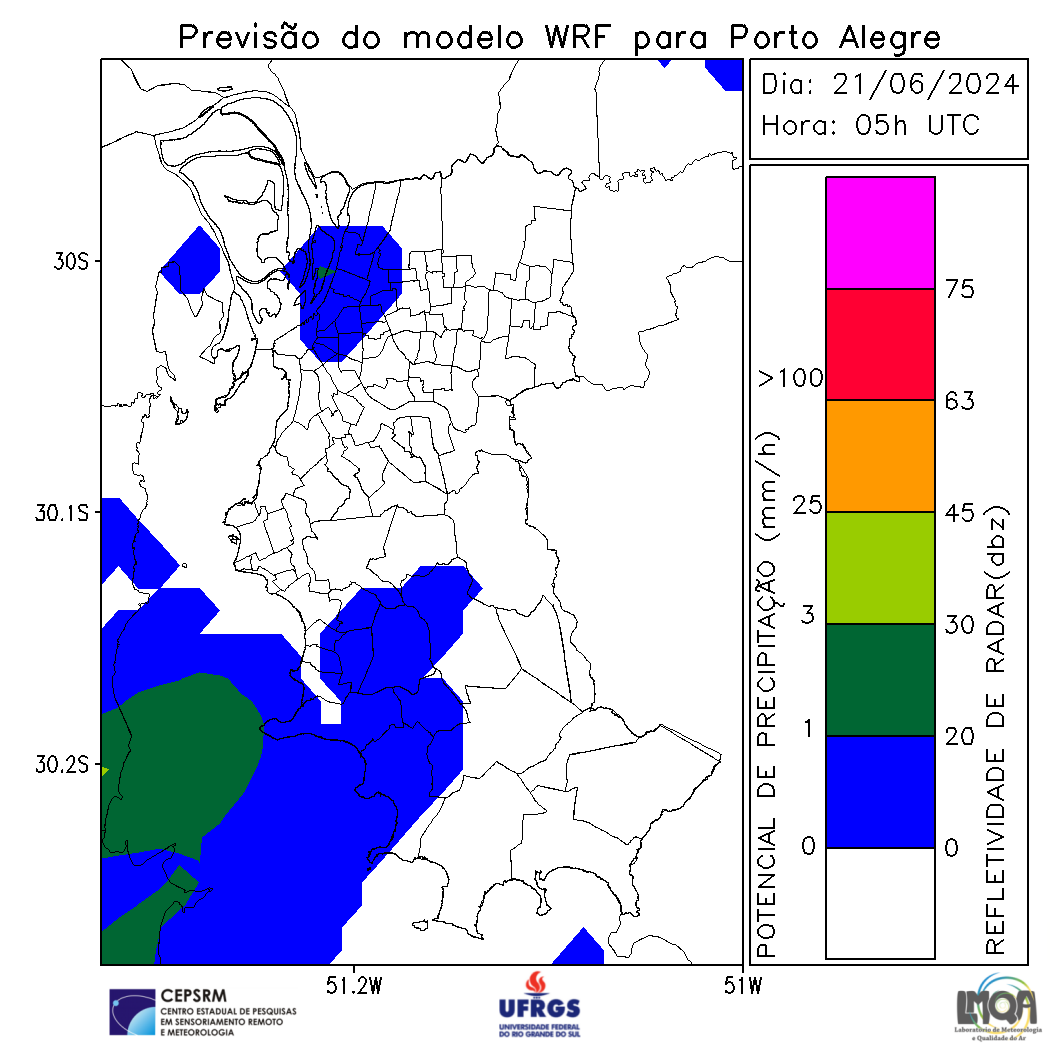 Previsão do modelo WRF para Porto Alegre
Dia: 21/06/2024
Hora: 05h UTC
30S
30.1S
30.2S
51.2W
51W
POTENCIAL DE PRECIPITAÇÃO (mm/h)
>100
25
3
1
0
75
63
45
30
20
0
REFLETIVIDADE DE RADAR(dbz)
CEPSRM
CENTRO ESTADUAL DE PESQUISAS
EM SENSORIAMENTO REMOTO
E METEOROLOGIA
UFRGS
UNIVERSIDADE FEDERAL
DO RIO GRANDE DO SUL
LMQA
Laboratório de Meteorologia
e Qualidade do Ar